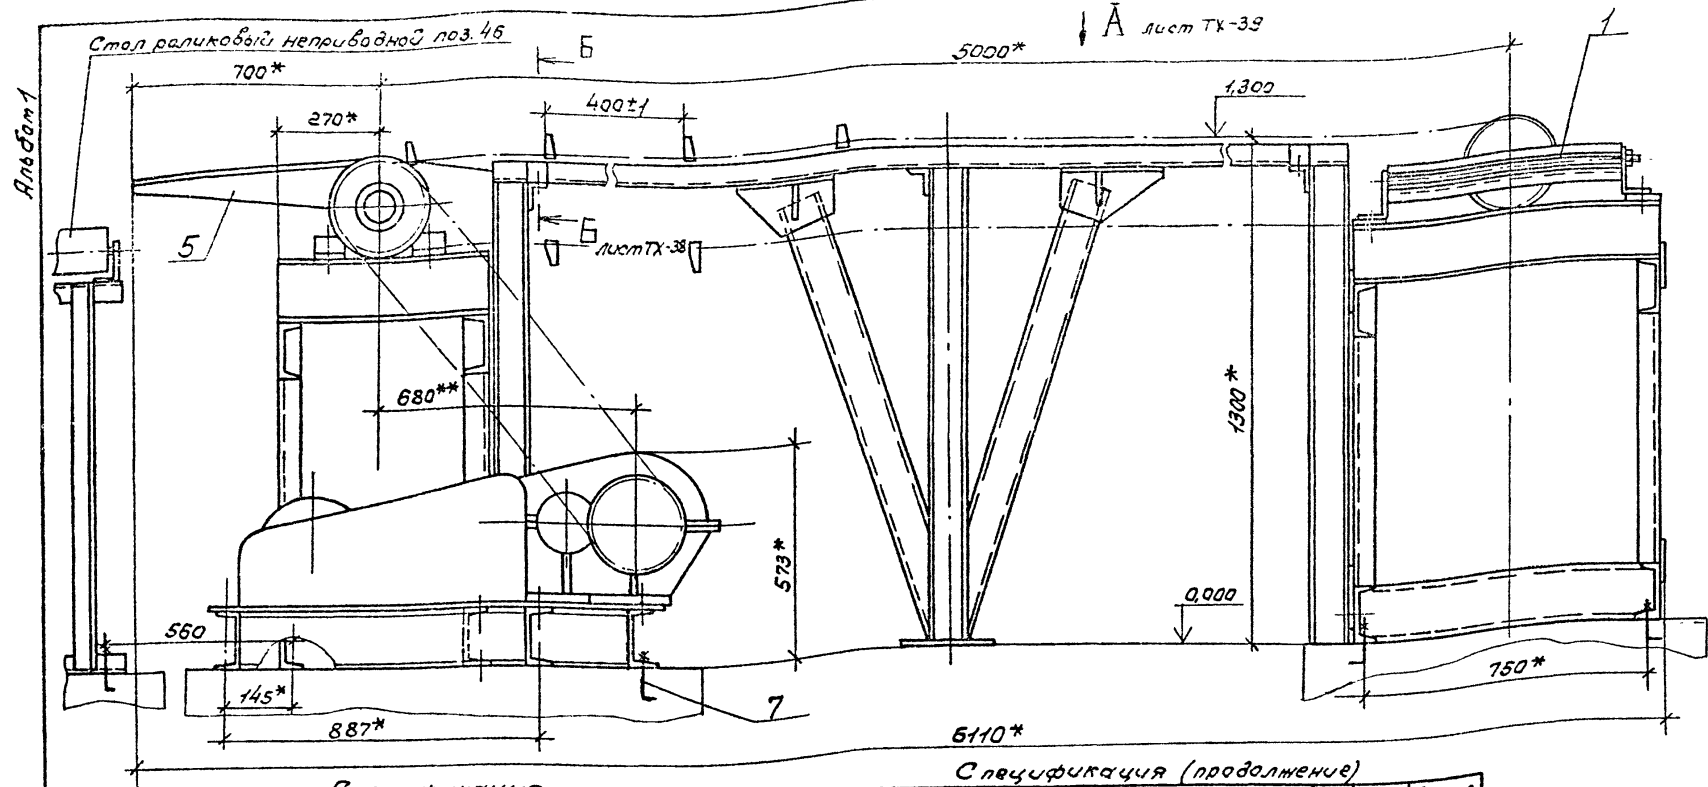 Альбом 1
Стол роликовый неприводной поз. 46
Б
А лист ТХ-39
1
700*
5000*
270*
400±1
1,300
5
Б
лист ТХ-38
680**
1300*
573*
0,000
560
145*
887*
7
750*
6110*
Спецификация (продолжение)